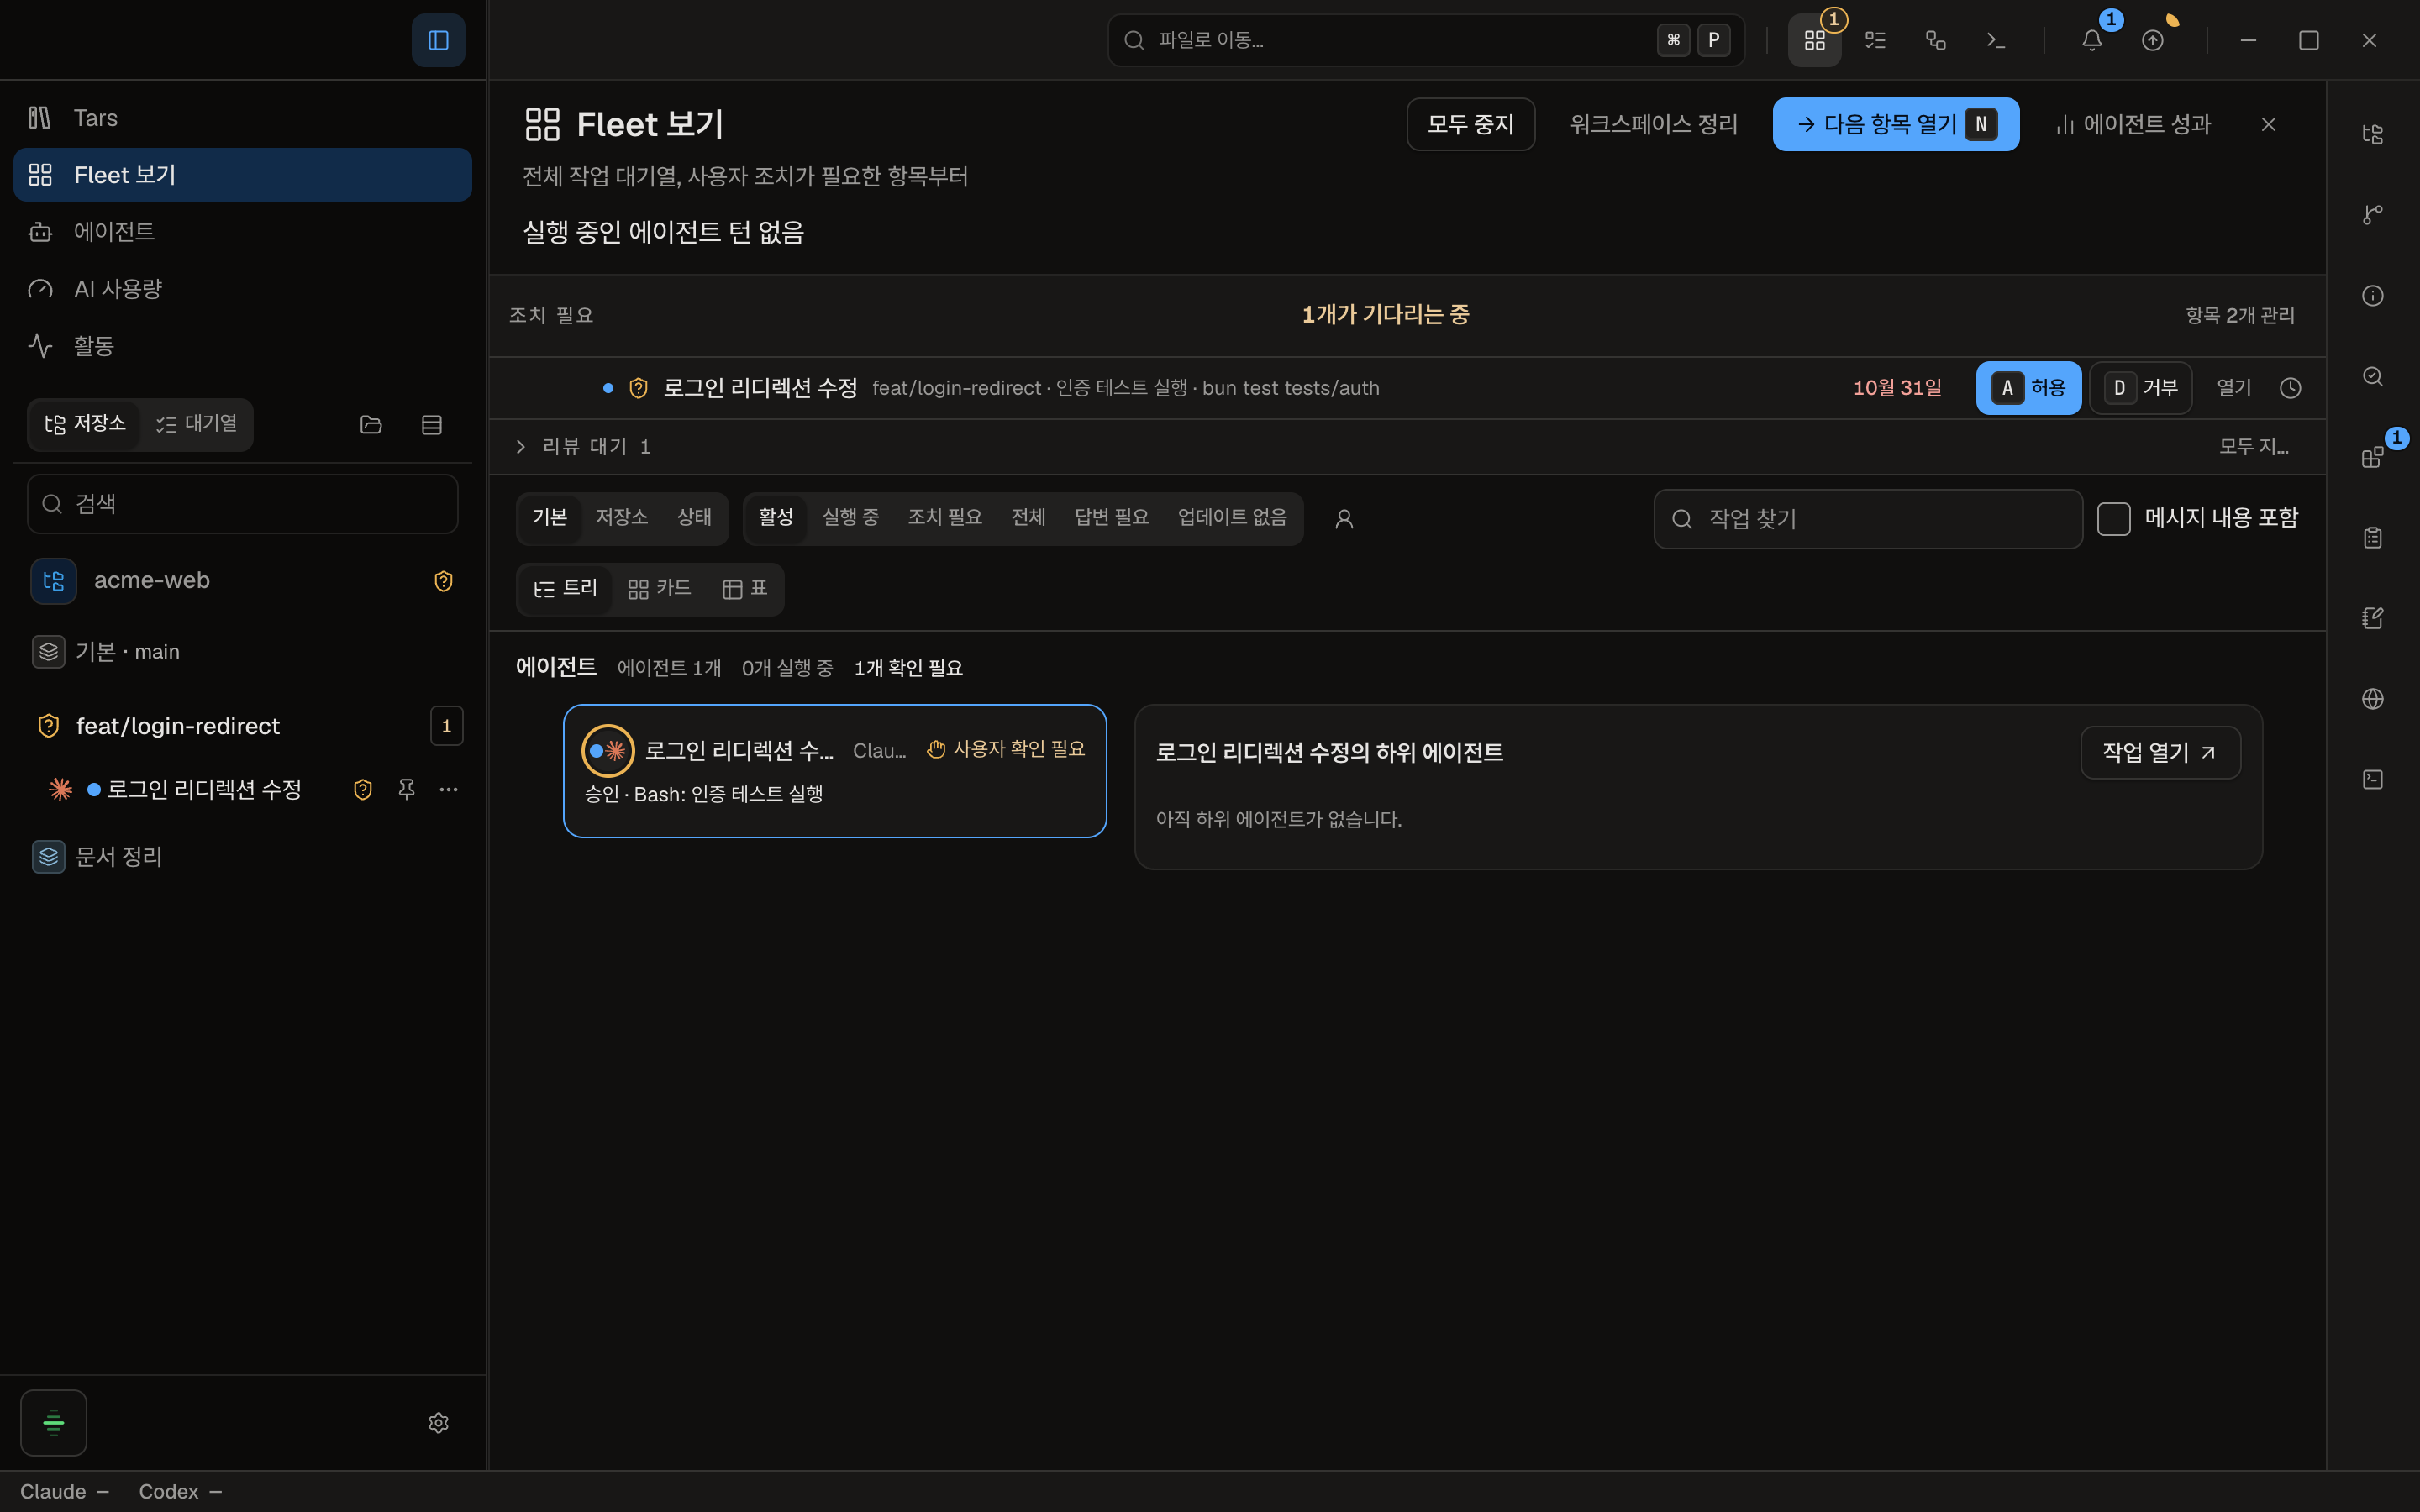 파일로 이동...
⌘ P
1
1
Tars
Fleet 보기
에이전트
AI 사용량
활동
저장소
대기열
검색
acme-web
기본 · main
feat/login-redirect
1
로그인 리디렉션 수정
문서 정리
Fleet 보기
모두 중지
워크스페이스 정리
다음 항목 열기 N
에이전트 성과
전체 작업 대기열, 사용자 조치가 필요한 항목부터
실행 중인 에이전트 턴 없음
조치 필요
1개가 기다리는 중
항목 2개 관리
로그인 리디렉션 수정 feat/login-redirect · 인증 테스트 실행 · bun test tests/auth
10월 31일
A 허용
D 거부
열기
리뷰 대기 1
모두 지...
기본 저장소 상태
활성 실행 중 조치 필요 전체 답변 필요 업데이트 없음
작업 찾기
메시지 내용 포함
트리 카드 표
에이전트 에이전트 1개 0개 실행 중 1개 확인 필요
로그인 리디렉션 수... Clau... 사용자 확인 필요
승인 · Bash: 인증 테스트 실행
로그인 리디렉션 수정의 하위 에이전트
작업 열기
아직 하위 에이전트가 없습니다.
1
Claude — Codex —